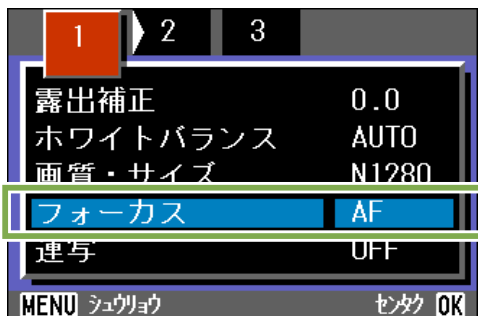 1 2 3
露出補正 0.0
ホワイトバランス AUTO
画質・サイズ N1280
フォーカス AF
連写 OFF
MENU シュウリョウ センタク OK